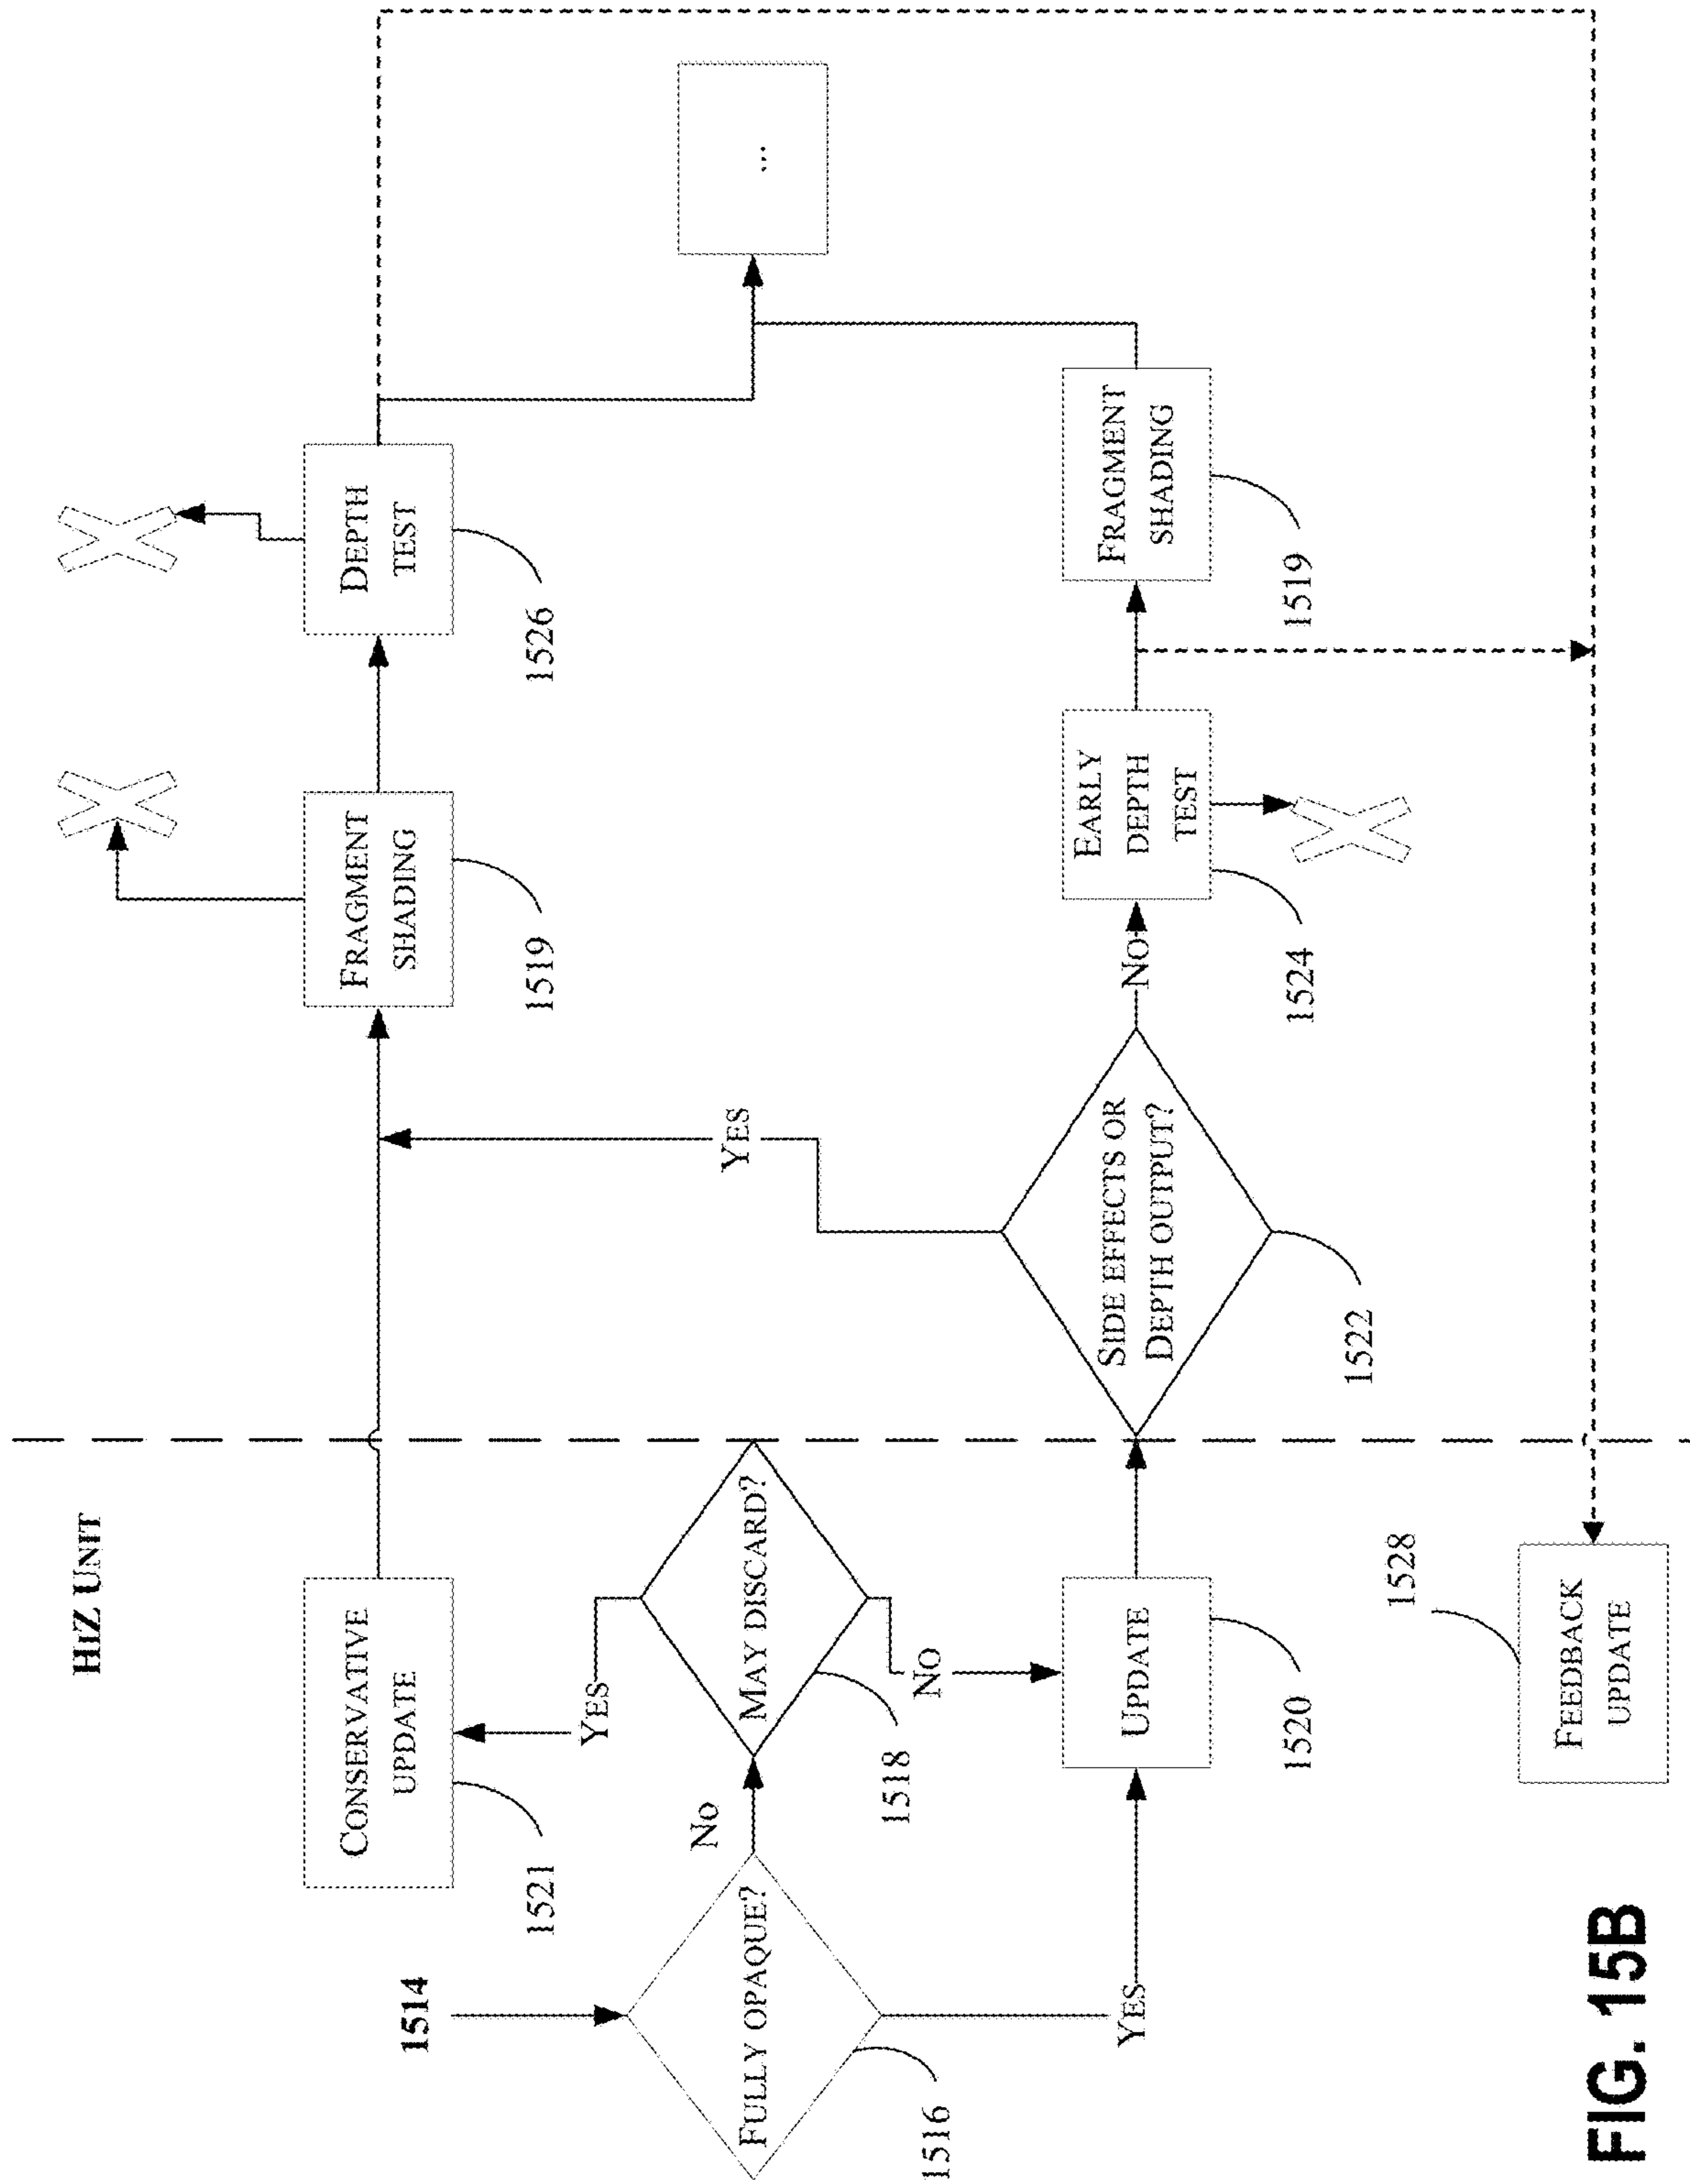 HiZ Unit
1514
Fully opaque?
1516
No
Yes
May discard?
1518
Yes
No
Conservative
update
1521
Update
1520
Feedback
update
1528
Side effects or
Depth output?
1522
Yes
No
Fragment
shading
1519
Depth
test
1526
Early
depth
test
1524
Fragment
shading
1519
...
FIG. 15B